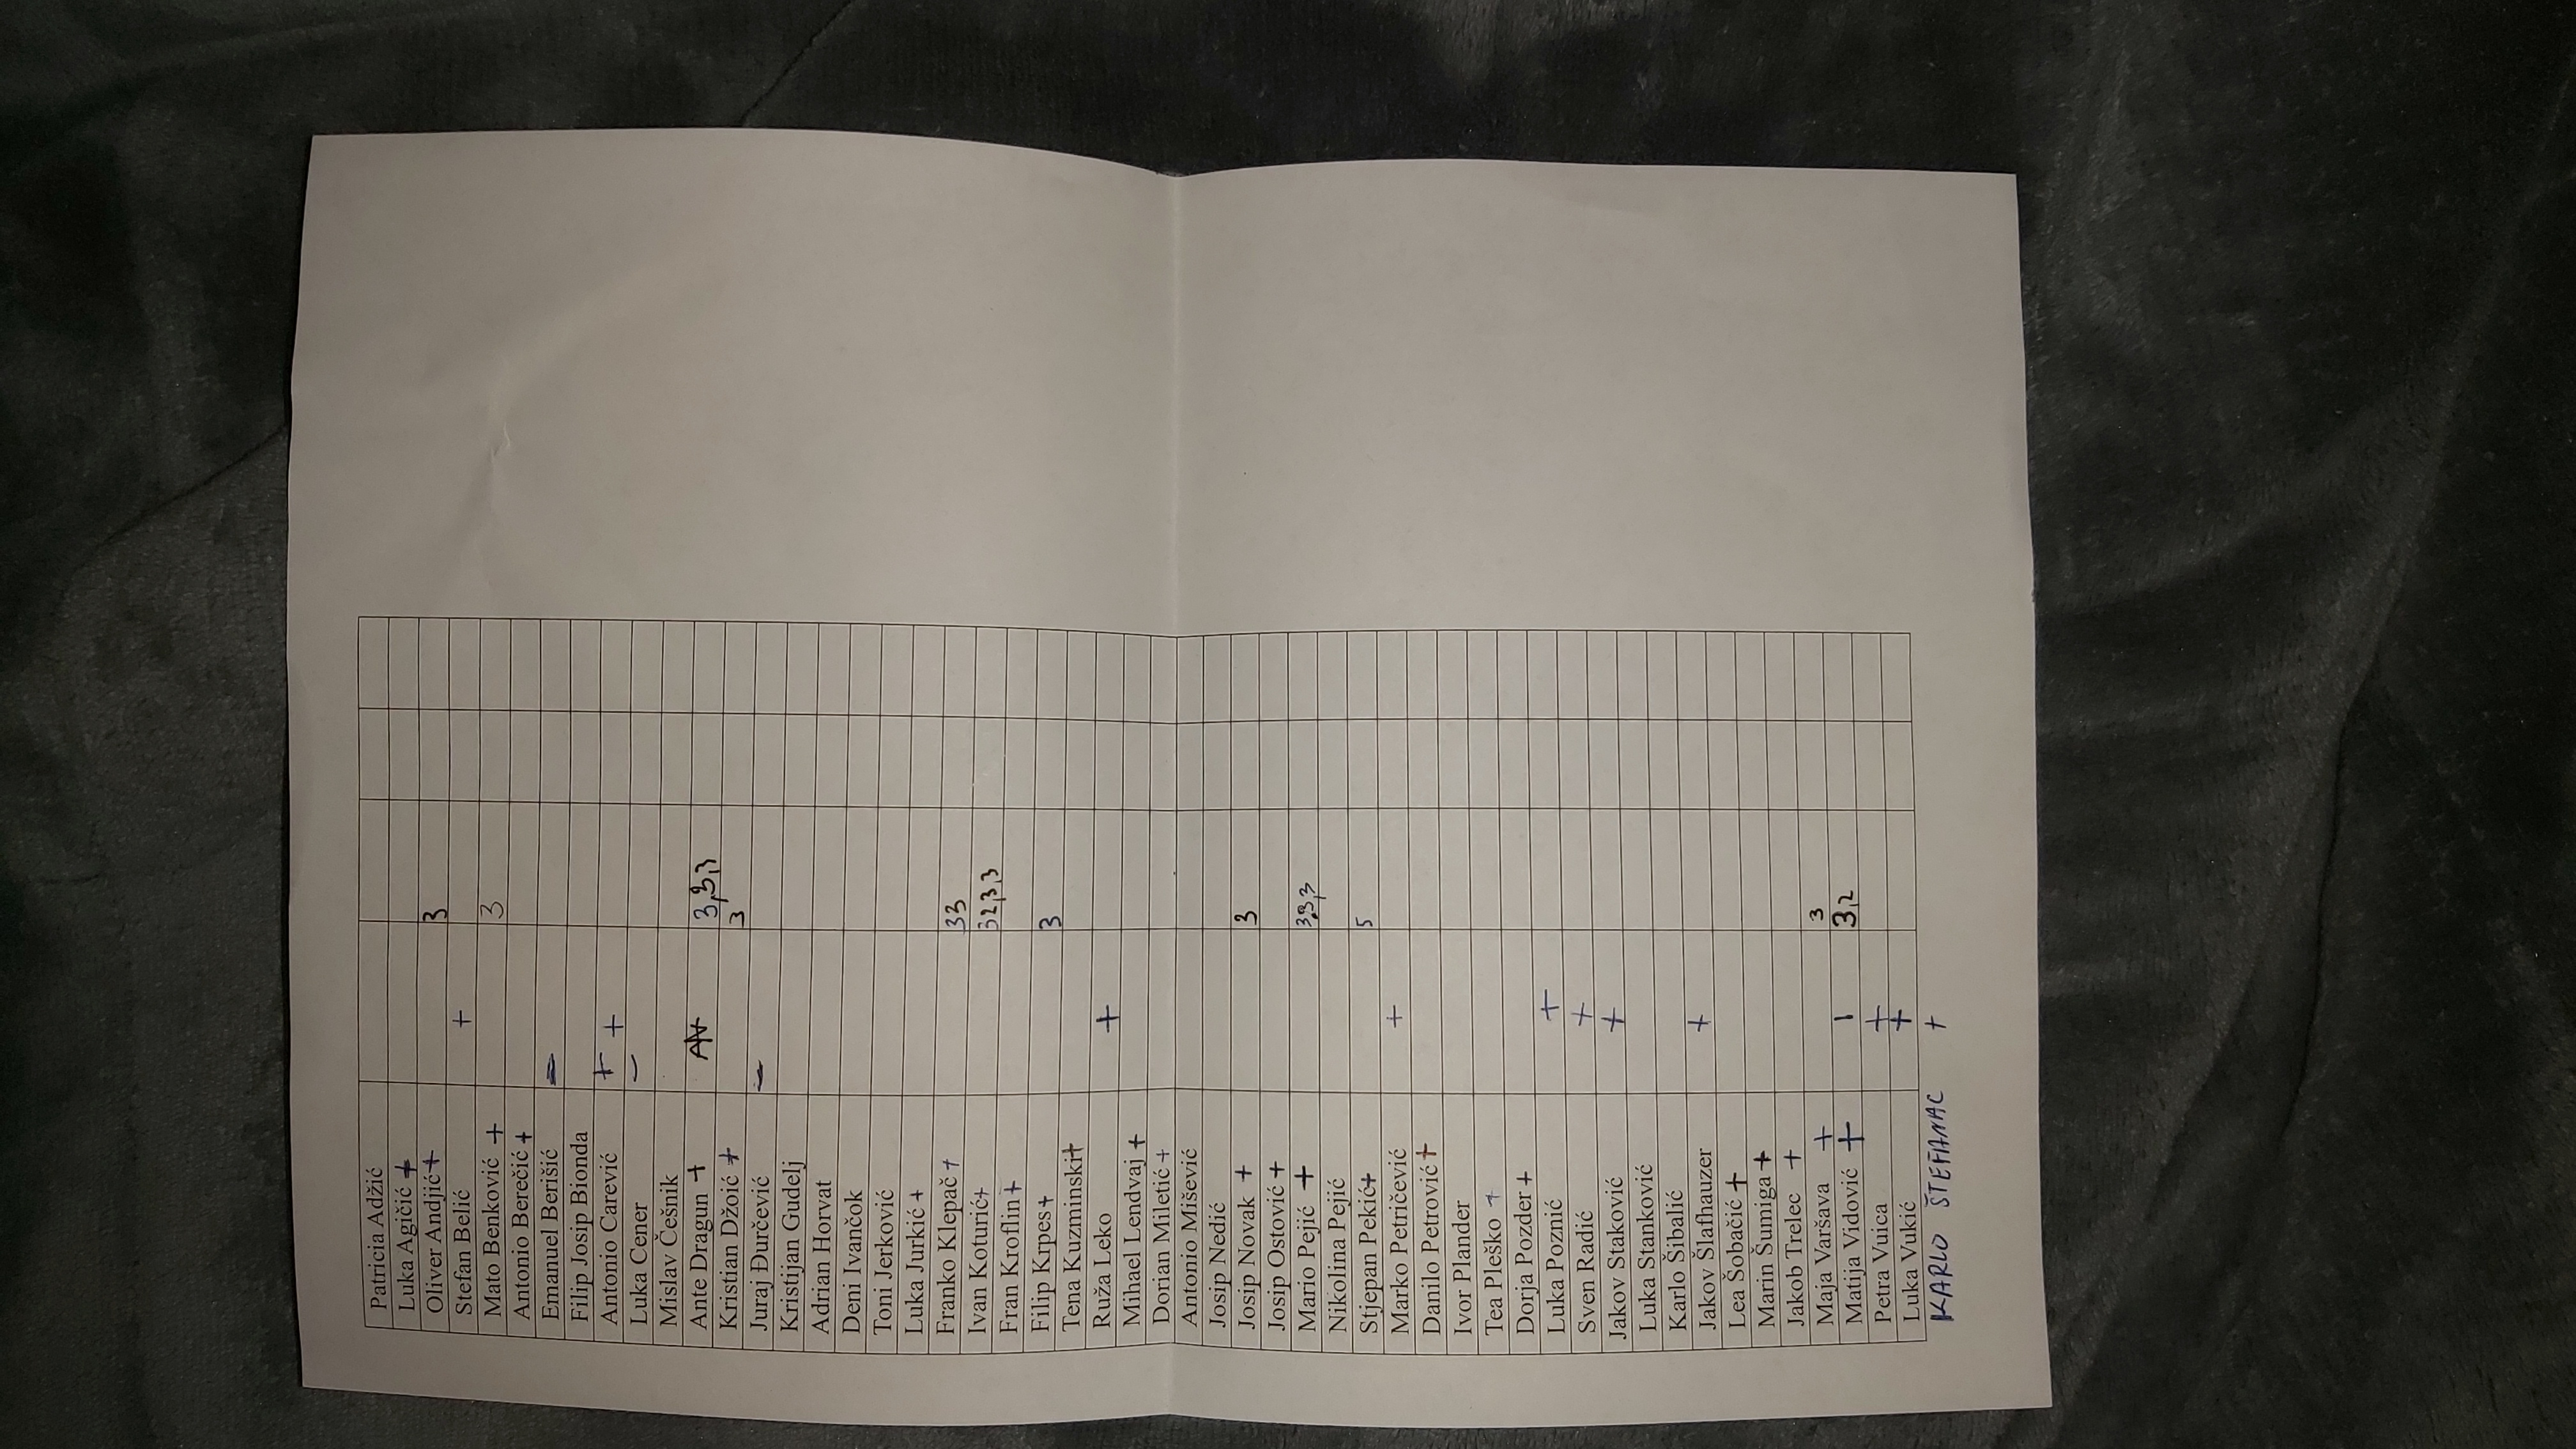 Patricia Adžić
Luka Agičić +
Oliver Andjić + 3
Stefan Belić +
Mato Benković + 3
Antonio Berečić +
Emanuel Berišić –
Filip Josip Bionda
Antonio Carević + +
Luka Cener –
Mislav Češnik
Ante Dragun + 3,3,3
Kristian Džoić + 3
Juraj Đurčević –
Kristijan Gudelj
Adrian Horvat
Deni Ivančok
Toni Jerković
Luka Jurkić +
Franko Klepač + 33
Ivan Koturić + 32,3,3
Fran Kroflin +
Filip Krpes + 3
Tena Kuzminski +
Ruža Leko +
Mihael Lendvaj +
Dorian Miletić +
Antonio Mišević
Josip Nedić
Josip Novak + 3
Josip Ostović +
Mario Pejić + 3,3,3
Nikolina Pejić
Stjepan Pekić + 5
Marko Petričević +
Danilo Petrović +
Ivor Plander
Tea Pleško +
Dorja Pozder +
Luka Poznić +
Sven Radić +
Jakov Staković +
Luka Stanković
Karlo Šibalić
Jakov Šlafhauzer +
Lea Šobačić +
Marin Šumiga +
Jakob Trelec +
Maja Varšava + 3
Matija Vidović + | 3,2
Petra Vuica +
Luka Vukić +
KARLO ŠTEFANAC +